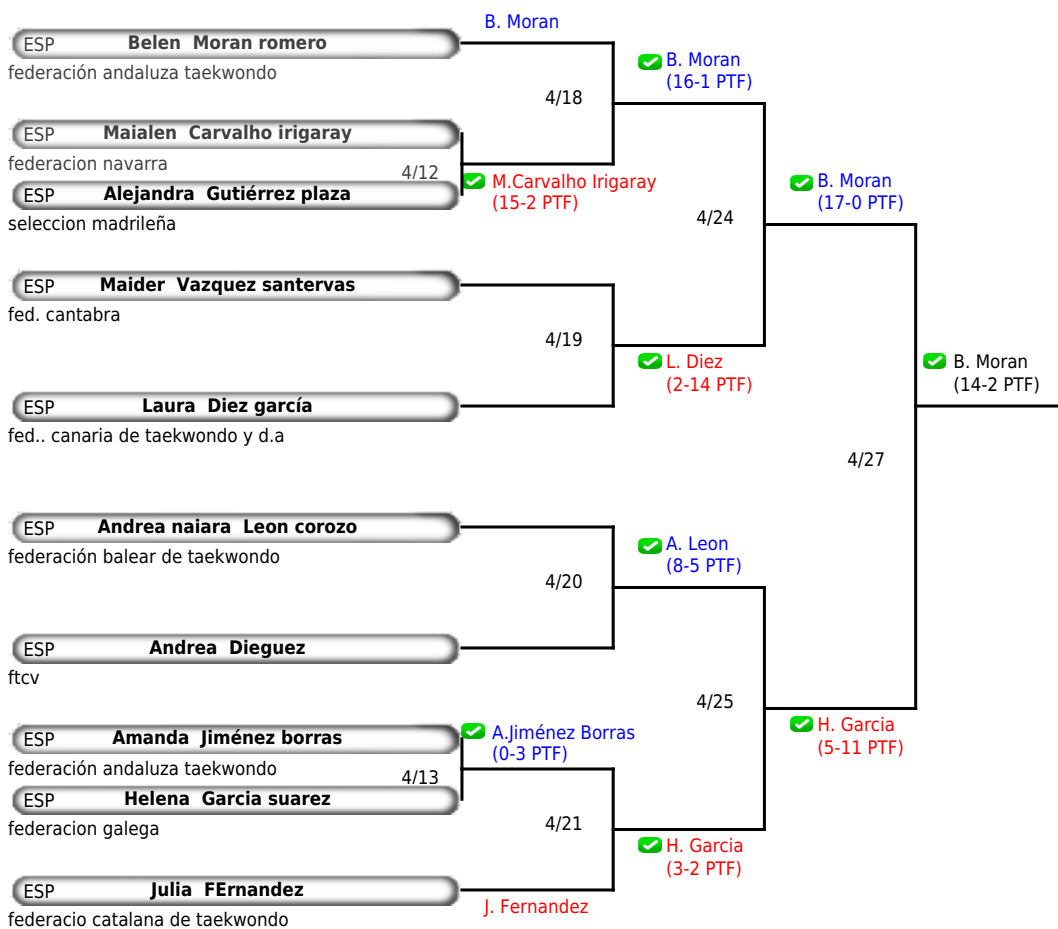 B. Moran
ESP Belen Moran romero
federación andaluza taekwondo
B. Moran
(16-1 PTF)
4/18
ESP Maialen Carvalho irigaray
federacion navarra
4/12
M.Carvalho Irigaray
(15-2 PTF)
ESP Alejandra Gutiérrez plaza
seleccion madrileña
B. Moran
(17-0 PTF)
4/24
ESP Maider Vazquez santervas
fed. cantabra
4/19
L. Diez
(2-14 PTF)
B. Moran
(14-2 PTF)
ESP Laura Diez garcía
fed.. canaria de taekwondo y d.a
4/27
ESP Andrea naiara Leon corozo
federación balear de taekwondo
A. Leon
(8-5 PTF)
4/20
ESP Andrea Dieguez
ftcv
4/25
H. Garcia
(5-11 PTF)
ESP Amanda Jiménez borras
federación andaluza taekwondo
A.Jiménez Borras
(0-3 PTF)
4/13
ESP Helena Garcia suarez
federacion galega
4/21
H. Garcia
(3-2 PTF)
ESP Julia FErnandez
federacio catalana de taekwondo
J. Fernandez